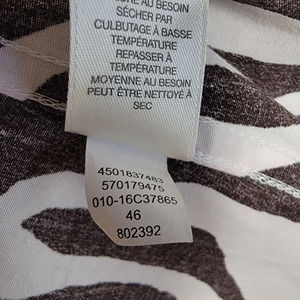 AU BESOIN
SÉCHER PAR
CULBUTAGE À BASSE
TEMPÉRATURE
REPASSER À
TEMPÉRATURE
MOYENNE AU BESOIN
PEUT ÊTRE NETTOYÉ À
SEC
4501837483
570179475
010-16C37865
46
802392